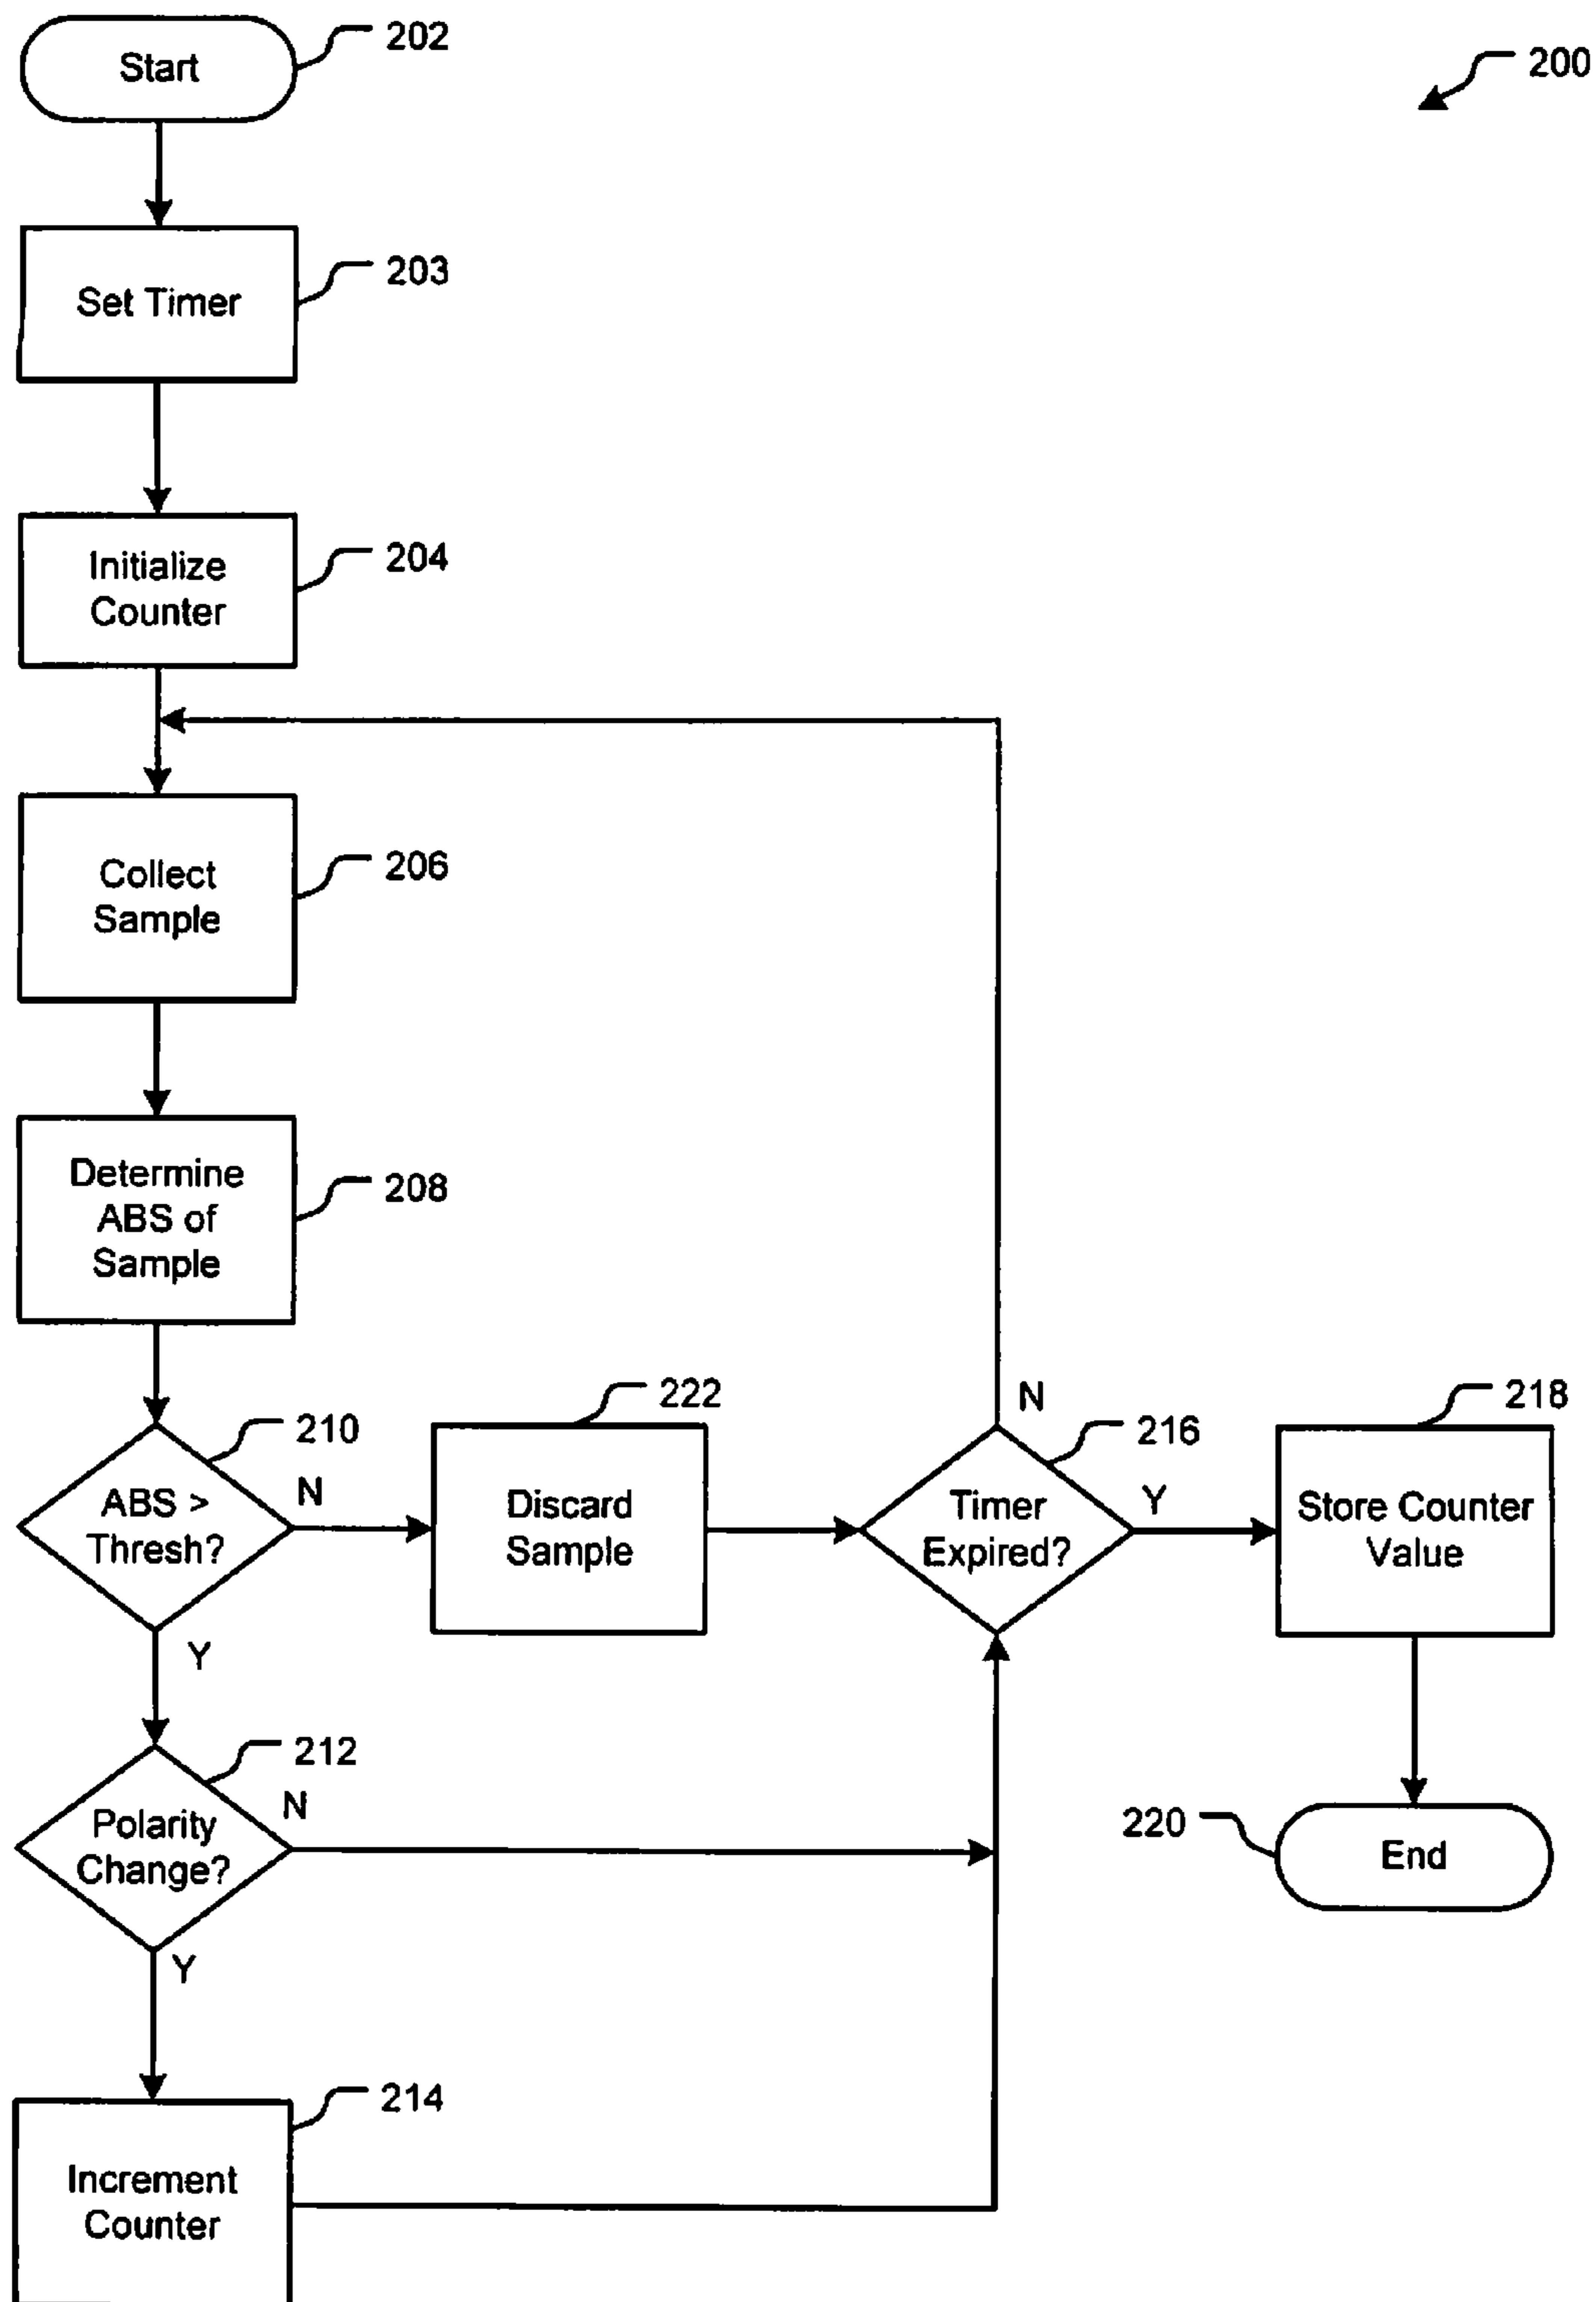 Start
202
200
Set Timer
203
Initialize
Counter
204
Collect
Sample
206
Determine
ABS of
Sample
208
ABS >
Thresh?
210
N
Y
Discard
Sample
222
Timer
Expired?
216
N
Y
Store Counter
Value
218
Polarity
Change?
212
N
Y
220
End
Increment
Counter
214